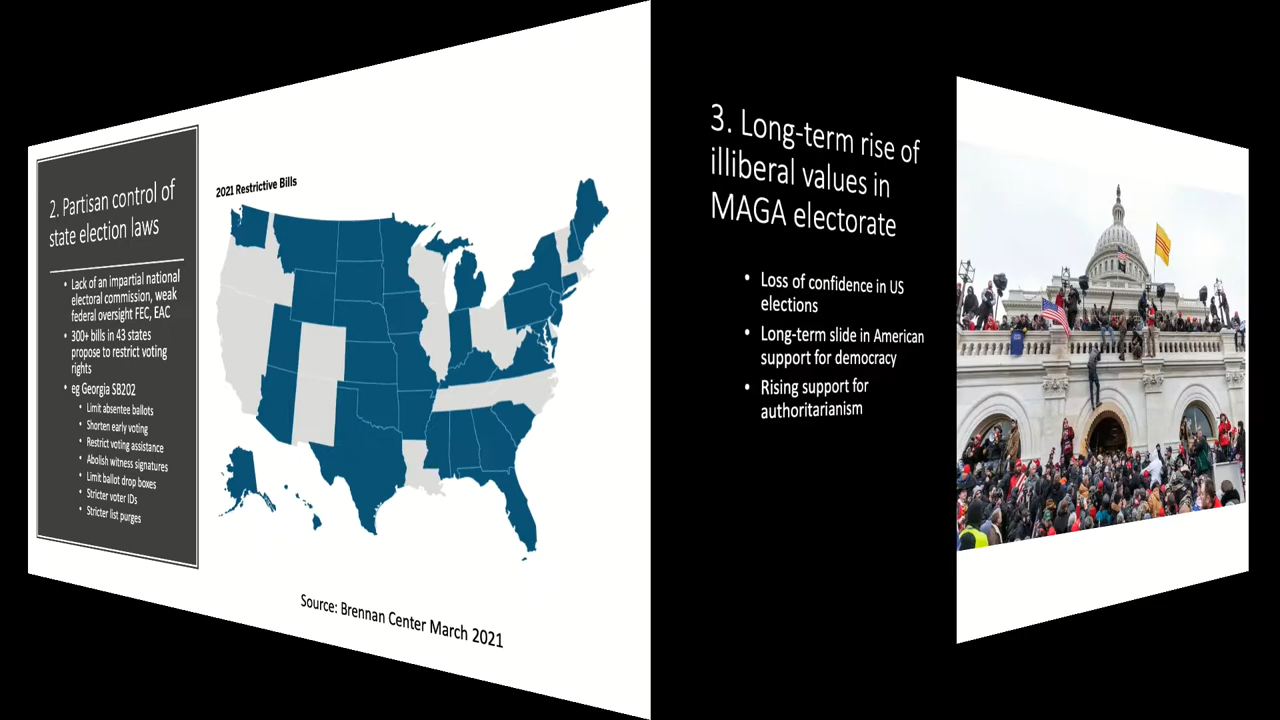 2. Partisan control of
state election laws
• Lack of an impartial national
electoral commission, weak
federal oversight FEC, EAC
• 300+ bills in 43 states
propose to restrict voting
rights
• eg Georgia SB202
• Limit absentee ballots
• Shorten early voting
• Restrict voting assistance
• Abolish witness signatures
• Limit ballot drop boxes
• Stricter voter IDs
• Stricter list purges
2021 Restrictive Bills
Source: Brennan Center March 2021
3. Long-term rise of
illiberal values in
MAGA electorate
• Loss of confidence in US
elections
• Long-term slide in American
support for democracy
• Rising support for
authoritarianism